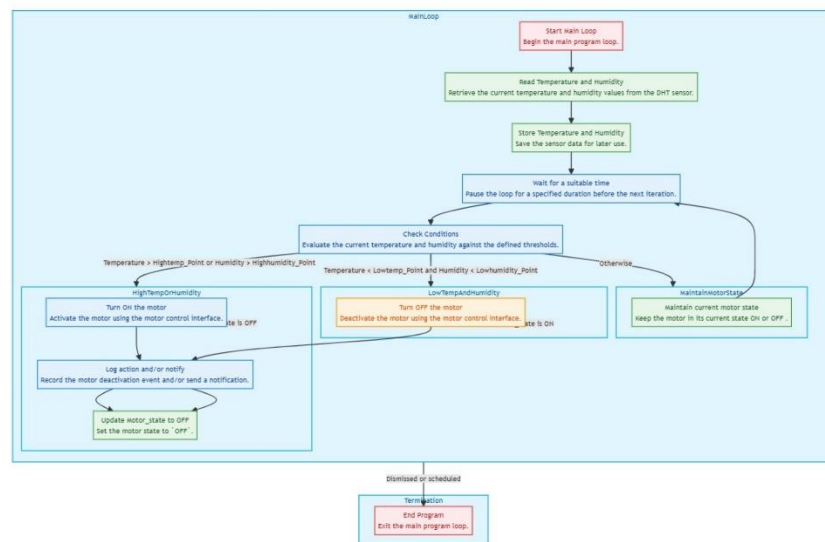 MainLoop
Start Main Loop
Begin the main program loop.
Read Temperature and Humidity
Retrieve the current temperature and humidity values from the DHT sensor.
Store Temperature and Humidity
Save the sensor data for later use.
Wait for a suitable time
Pause the loop for a specified duration before the next iteration.
Check Conditions
Evaluate the current temperature and humidity against the defined thresholds.
Temperature > Hightemp_Point or Humidity > Highhumidity_Point
Temperature < Lowtemp_Point and Humidity < Lowhumidity_Point
Otherwise
HighTempOrHumidity
LowTempAndHumidity
MaintainMotorState
Turn ON the motor
Activate the motor using the motor control interface.
Turn OFF the motor
Deactivate the motor using the motor control interface.
Maintain current motor state
Keep the motor in its current state ON or OFF .
is OFF
is ON
Log action and/or notify
Record the motor deactivation event and/or send a notification.
Update Motor_state to OFF
Set the motor state to `OFF`.
Dismissed or scheduled
Termination
End Program
Exit the main program loop.